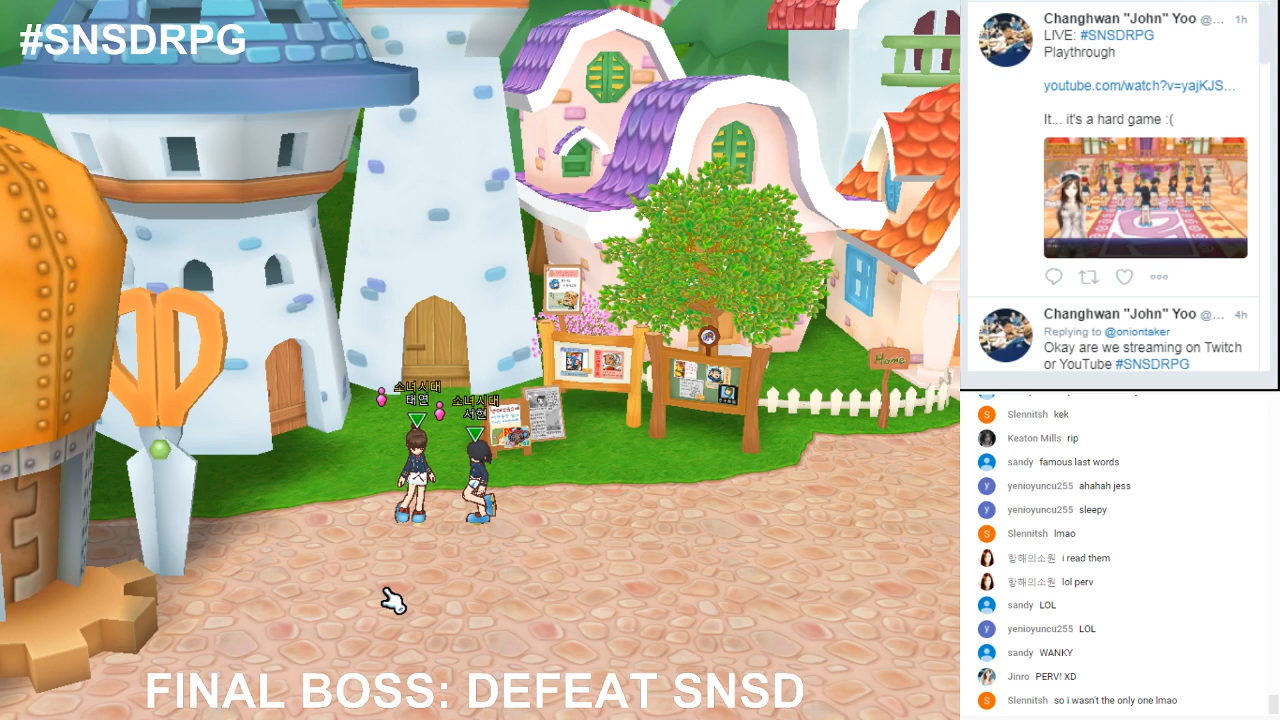 #SNSDRPG
소녀시대
태연
소녀시대
서현
Home
FINAL BOSS: DEFEAT SNSD
Changhwan "John" Yoo @... 1h
LIVE: #SNSDRPG
Playthrough
youtube.com/watch?v=yajKJS...
It... it's a hard game :(
Changhwan "John" Yoo @... 4h
Replying to @oniontaker
Okay are we streaming on Twitch
or YouTube #SNSDRPG
S Slennitsh kek
Keaton Mills rip
sandy famous last words
y yenioyuncu255 ahahah jess
y yenioyuncu255 sleepy
S Slennitsh lmao
황해의소원 i read them
황해의소원 lol perv
sandy LOL
y yenioyuncu255 LOL
sandy WANKY
Jinro PERV! XD
S Slennitsh so i wasn't the only one lmao